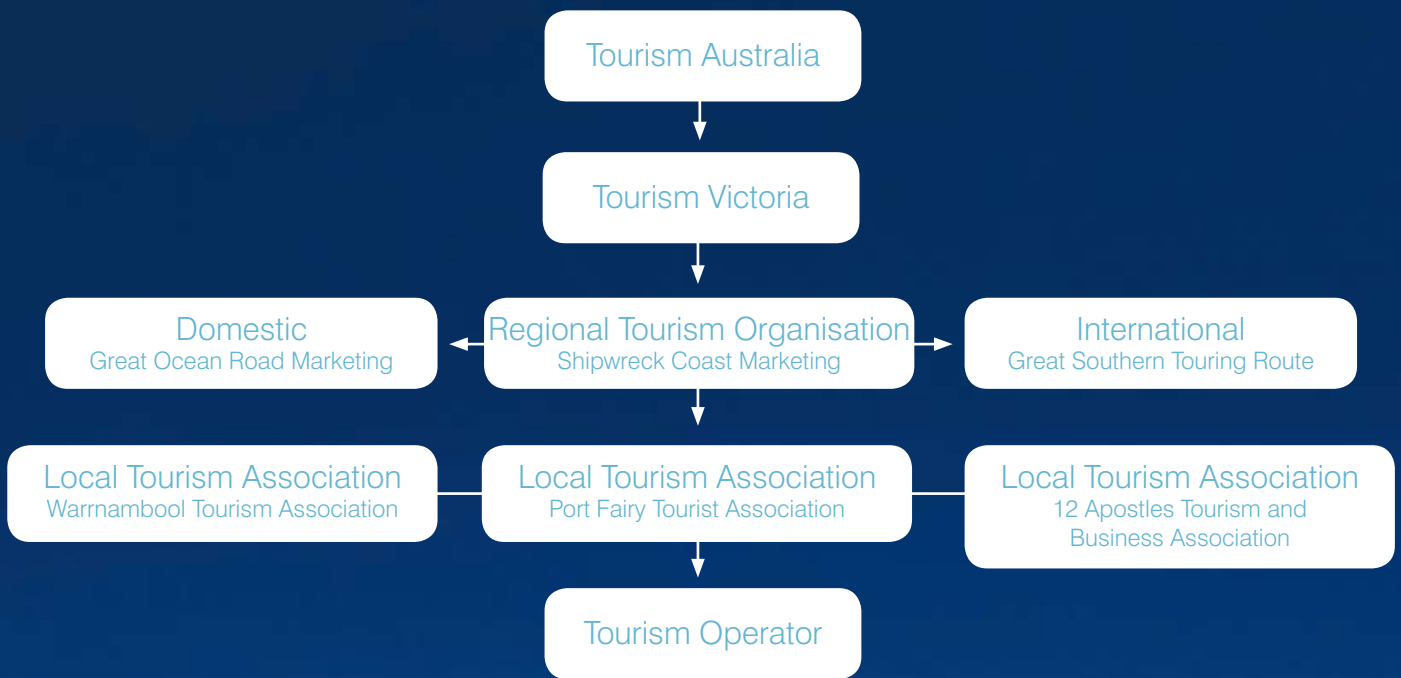 Tourism Australia
Tourism Victoria
Domestic
Great Ocean Road Marketing
Regional Tourism Organisation
Shipwreck Coast Marketing
International
Great Southern Touring Route
Local Tourism Association
Warrnambool Tourism Association
Local Tourism Association
Port Fairy Tourist Association
Local Tourism Association
12 Apostles Tourism and
Business Association
Tourism Operator